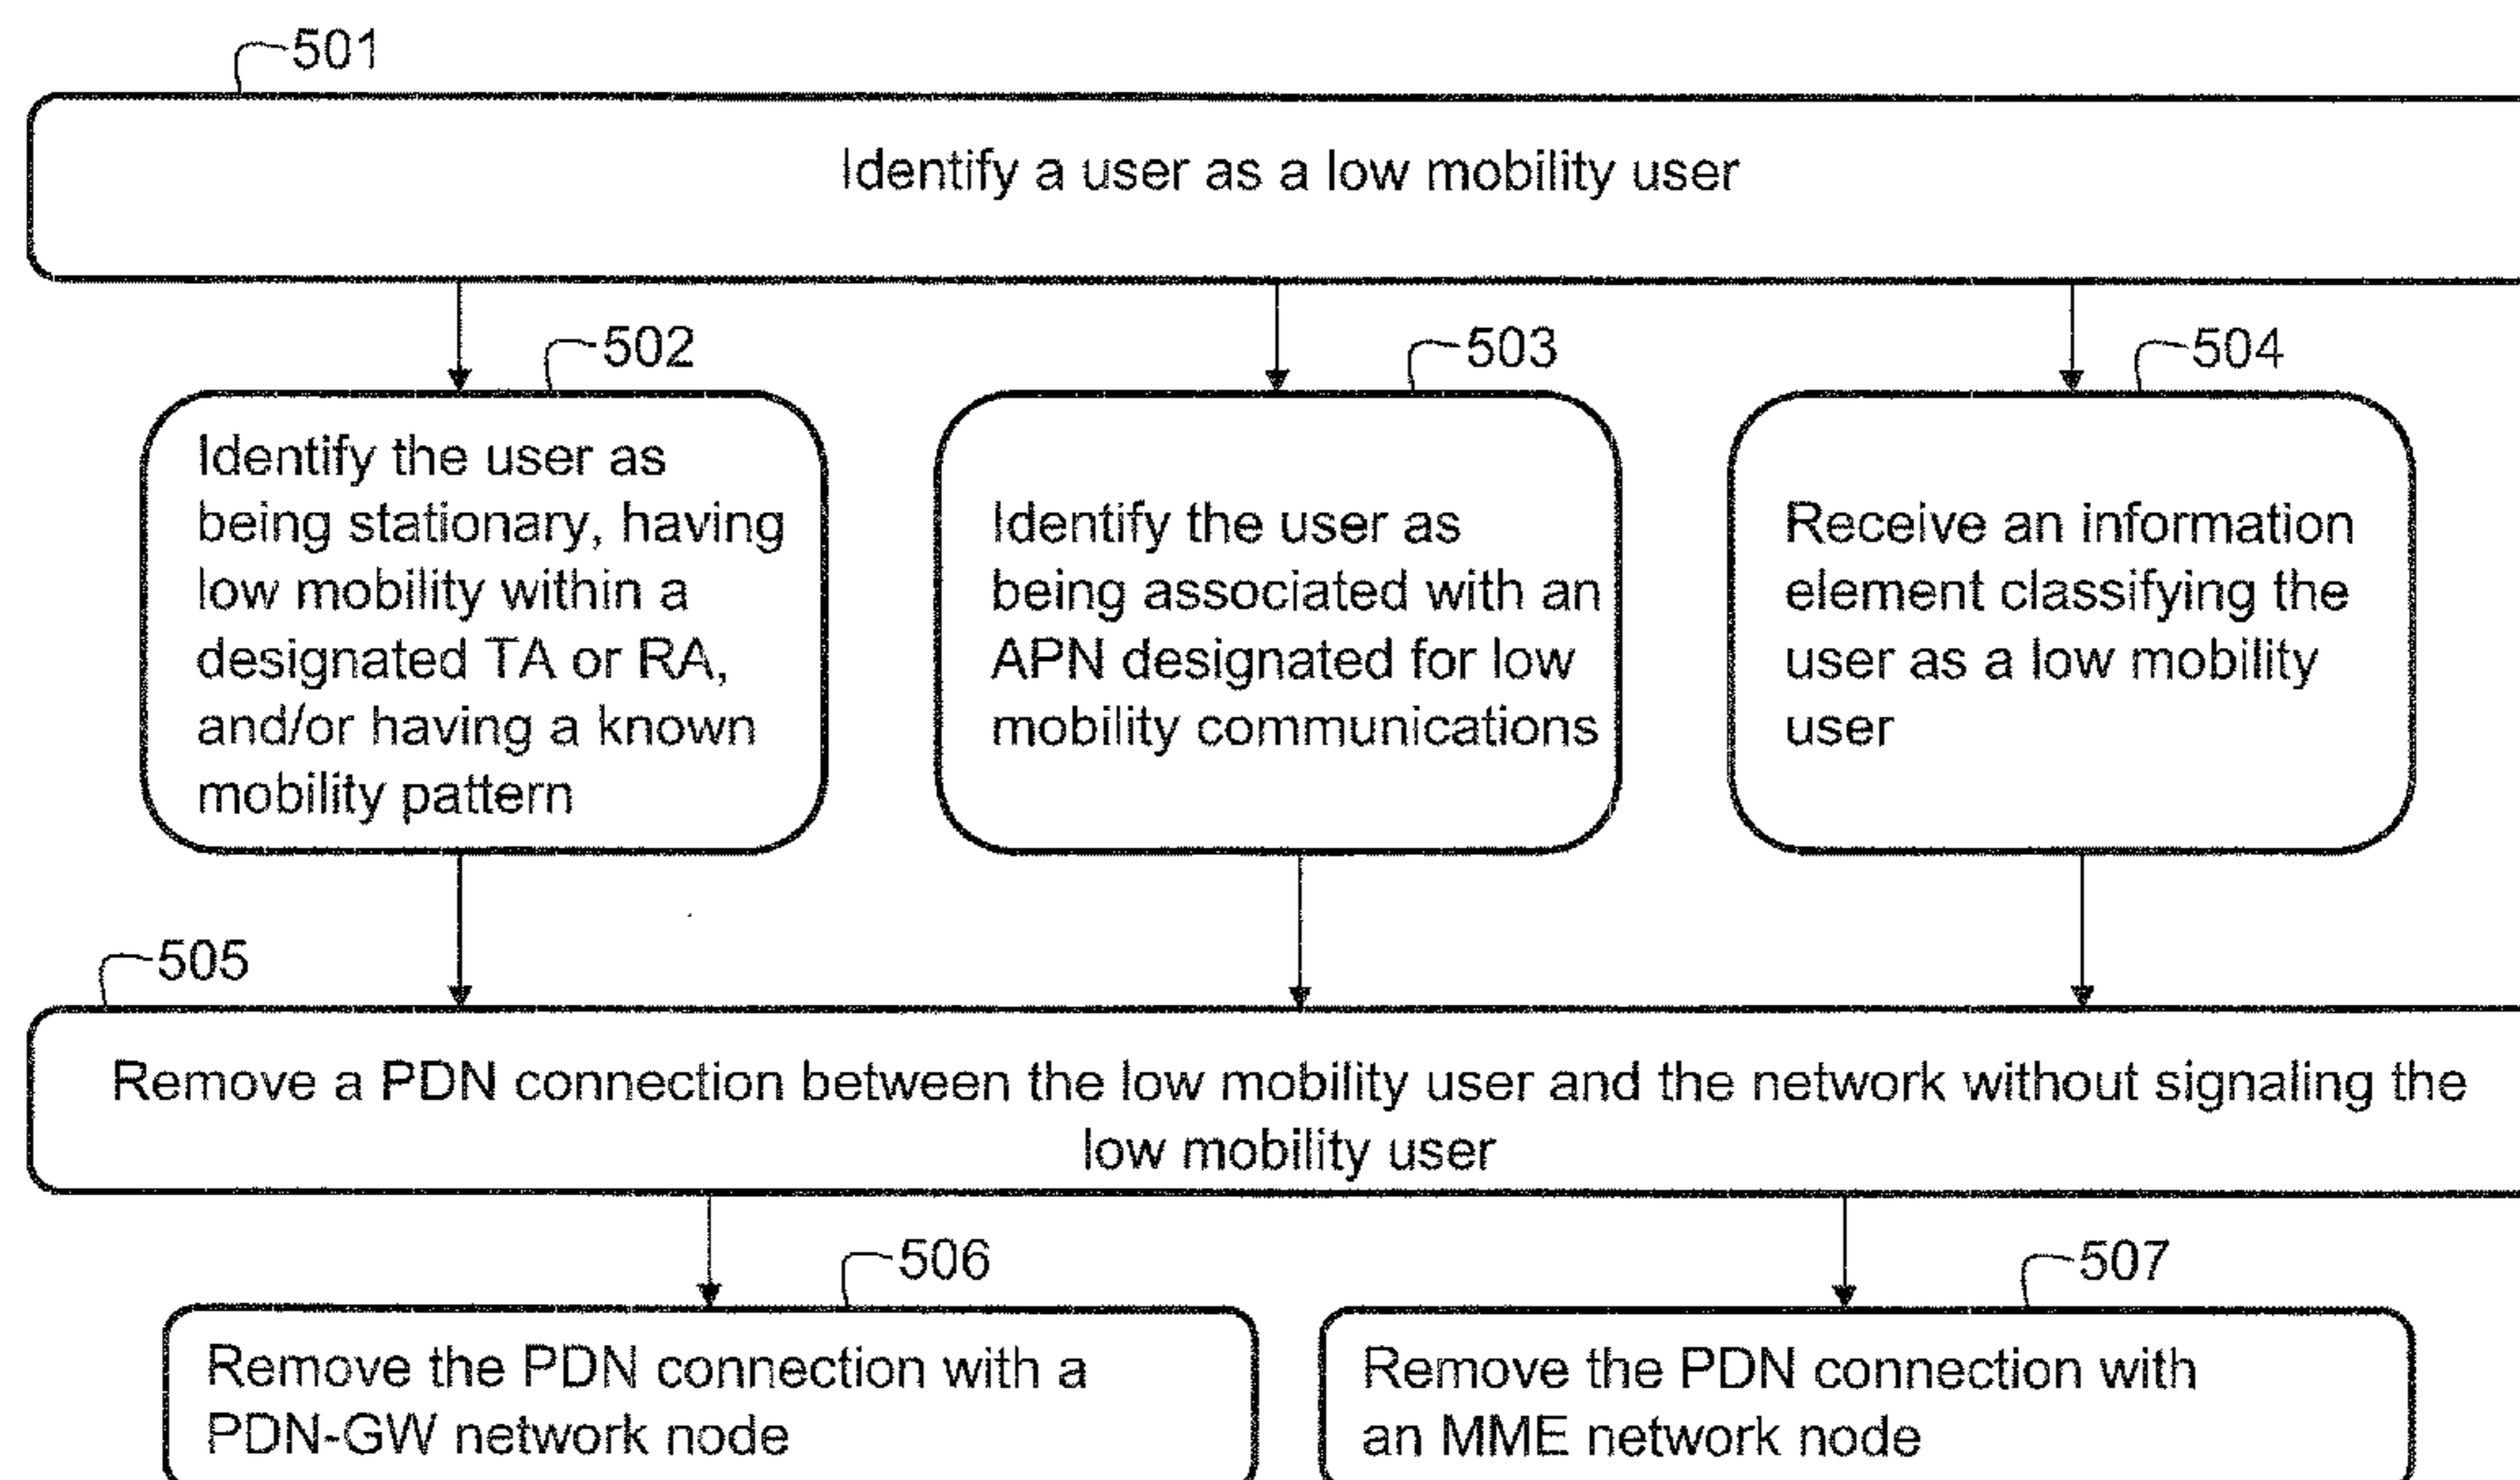 501
Identify a user as a low mobility user
502
Identify the user as
being stationary, having
low mobility within a
designated TA or RA,
and/or having a known
mobility pattern
503
Identify the user as
being associated with an
APN designated for low
mobility communications
504
Receive an information
element classifying the
user as a low mobility
user
505
Remove a PDN connection between the low mobility user and the network without signaling the
low mobility user
506
Remove the PDN connection with a
PDN-GW network node
507
Remove the PDN connection with
an MME network node